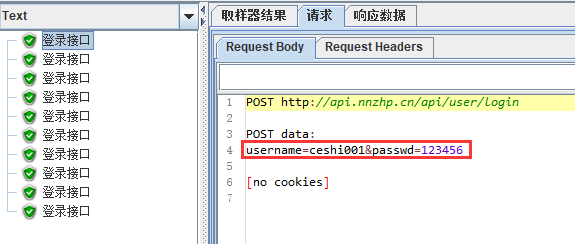 Text
登录接口
登录接口
登录接口
登录接口
登录接口
登录接口
登录接口
登录接口
登录接口
登录接口
取样器结果 请求 响应数据
Request Body Request Headers
1 POST http://api.nnzhp.cn/api/user/login
2
3 POST data:
4 username=ceshi001&passwd=123456
5
6 [no cookies]
7